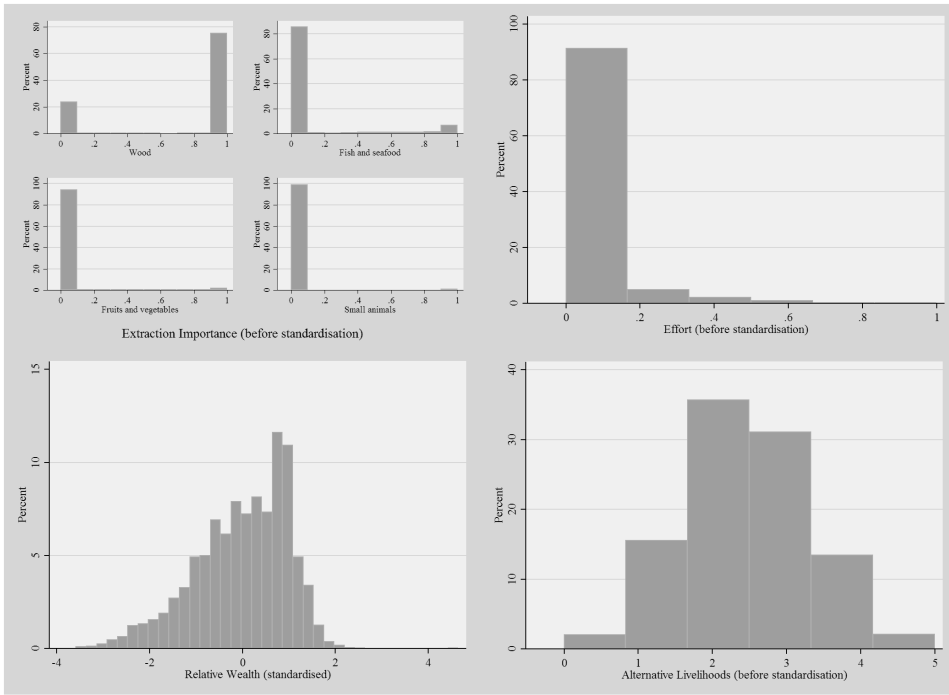 80
60
40
20
0
Percent
0 .2 .4 .6 .8 1
Wood
80
60
40
20
0
Percent
0 .2 .4 .6 .8 1
Fish and seafood
100
80
60
40
20
0
Percent
0 .2 .4 .6 .8 1
Fruits and vegetables
100
80
60
40
20
0
Percent
0 .2 .4 .6 .8 1
Small animals
Extraction Importance (before standardisation)
100
80
60
40
20
0
Percent
0 .2 .4 .6 .8 1
Effort (before standardisation)
15
10
5
0
Percent
-4 -2 0 2 4
Relative Wealth (standardised)
40
30
20
10
0
Percent
0 1 2 3 4 5
Alternative Livelihoods (before standardisation)